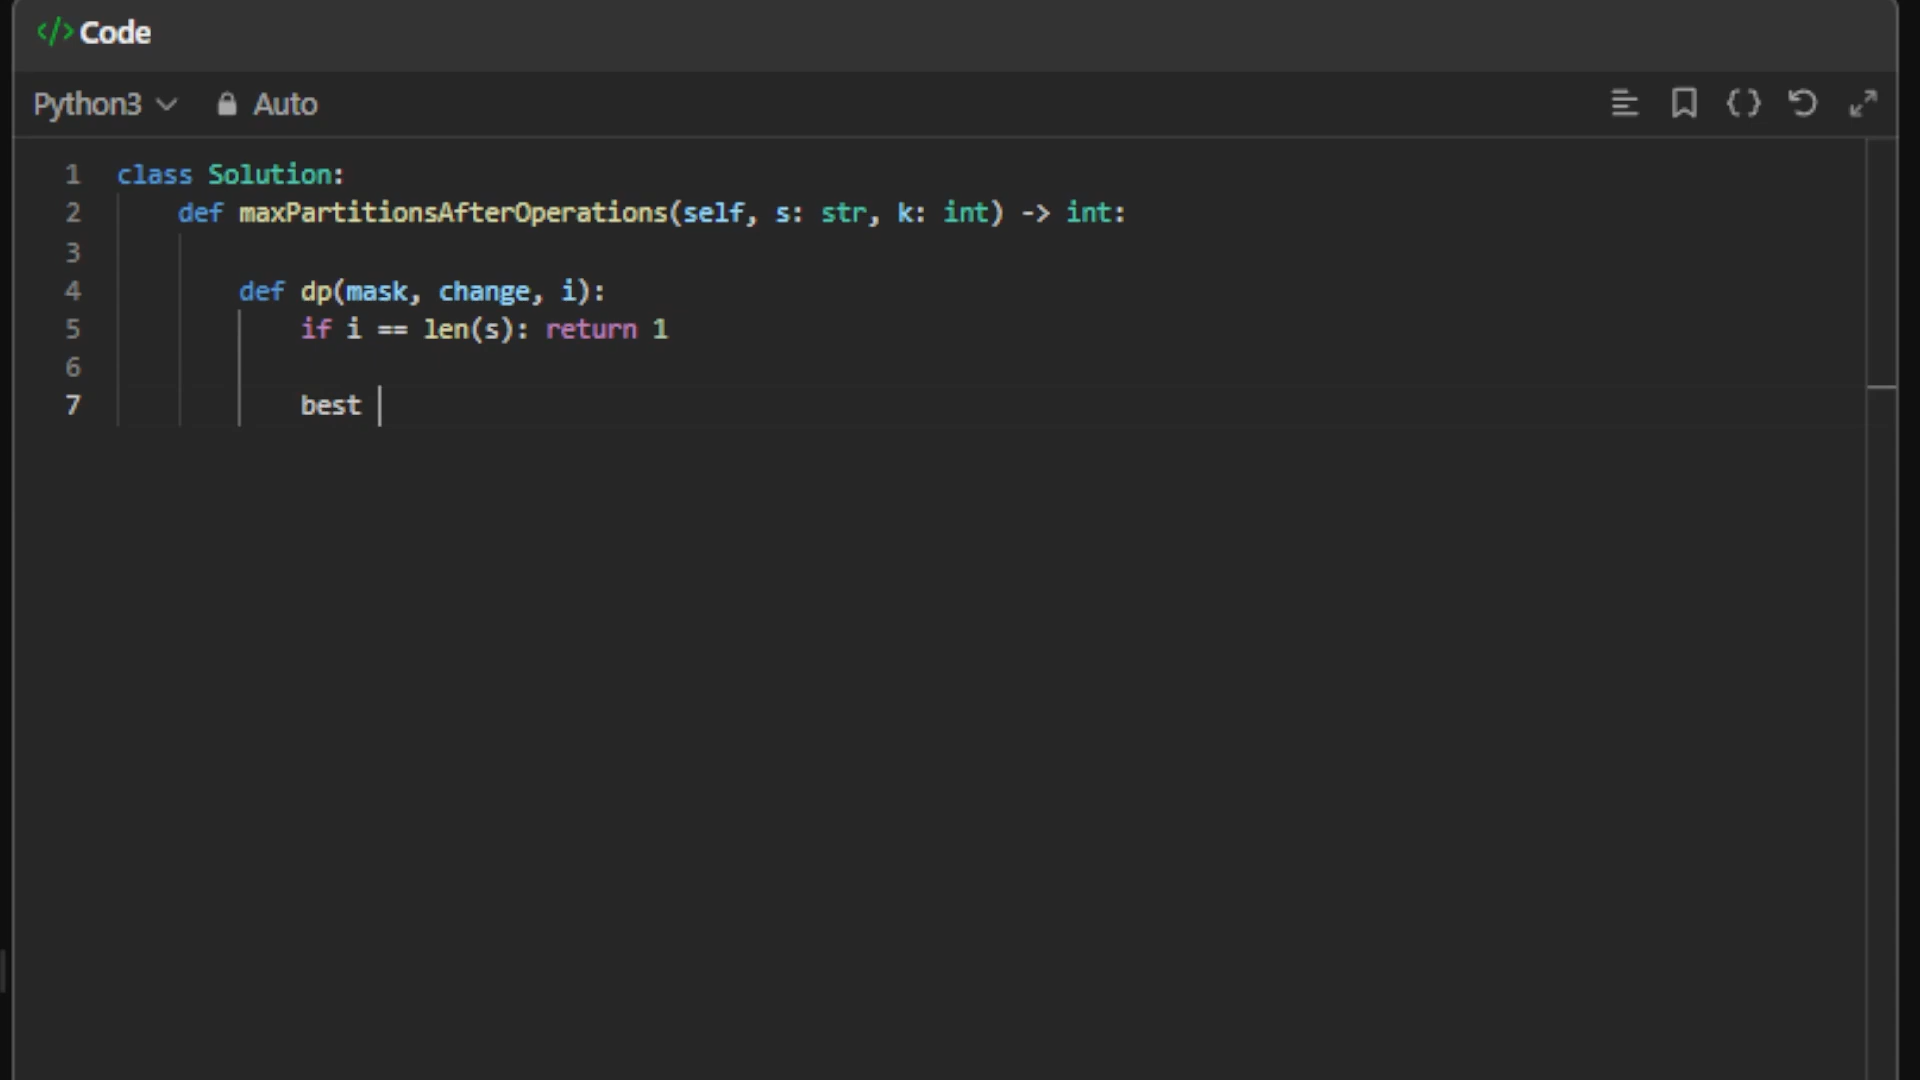 </> Code
Python3 Auto
1 class Solution:
2 def maxPartitionsAfterOperations(self, s: str, k: int) -> int:
3
4 def dp(mask, change, i):
5 if i == len(s): return 1
6
7 best